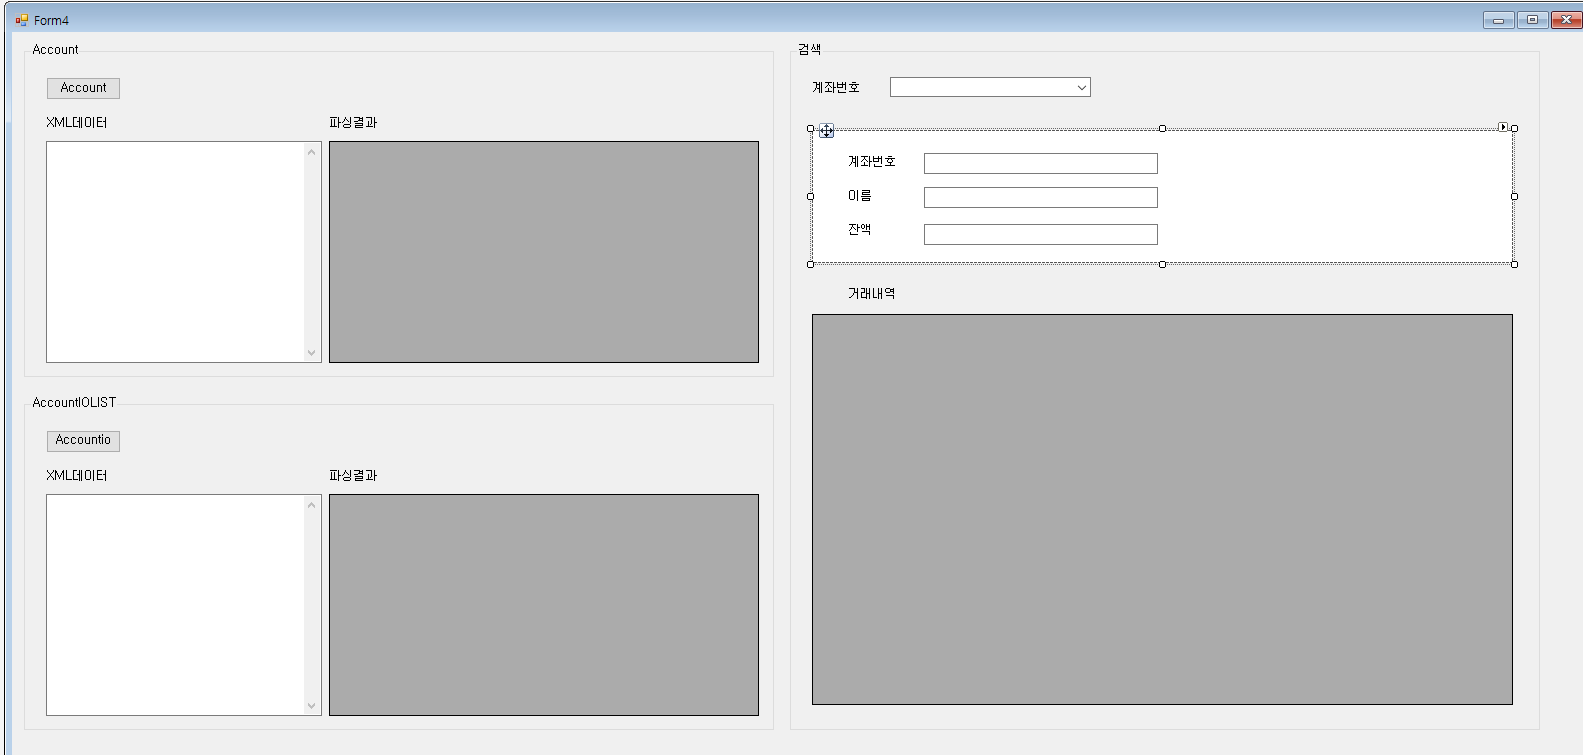 Form4
Account
Account
XML데이터
파싱결과
AccountIOLIST
Accountio
XML데이터
파싱결과
검색
계좌번호
계좌번호
이름
잔액
거래내역